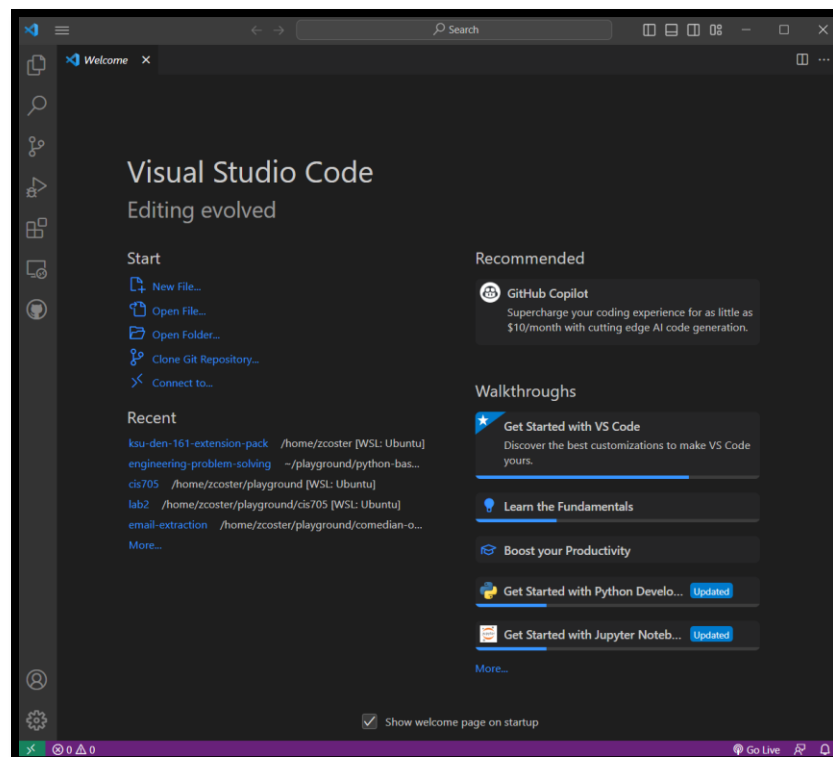 Search
Welcome
Visual Studio Code
Editing evolved
Start
New File...
Open File...
Open Folder...
Clone Git Repository...
Connect to...
Recent
ksu-den-161-extension-pack /home/zcoster [WSL: Ubuntu]
engineering-problem-solving ~/playground/python-bas...
cis705 /home/zcoster/playground [WSL: Ubuntu]
lab2 /home/zcoster/playground/cis705 [WSL: Ubuntu]
email-extraction /home/zcoster/playground/comedian-o...
More...
Recommended
GitHub Copilot
Supercharge your coding experience for as little as
$10/month with cutting edge AI code generation.
Walkthroughs
Get Started with VS Code
Discover the best customizations to make VS Code
yours.
Learn the Fundamentals
Boost your Productivity
Get Started with Python Develo... Updated
Get Started with Jupyter Noteb... Updated
More...
Show welcome page on startup
0 0
Go Live